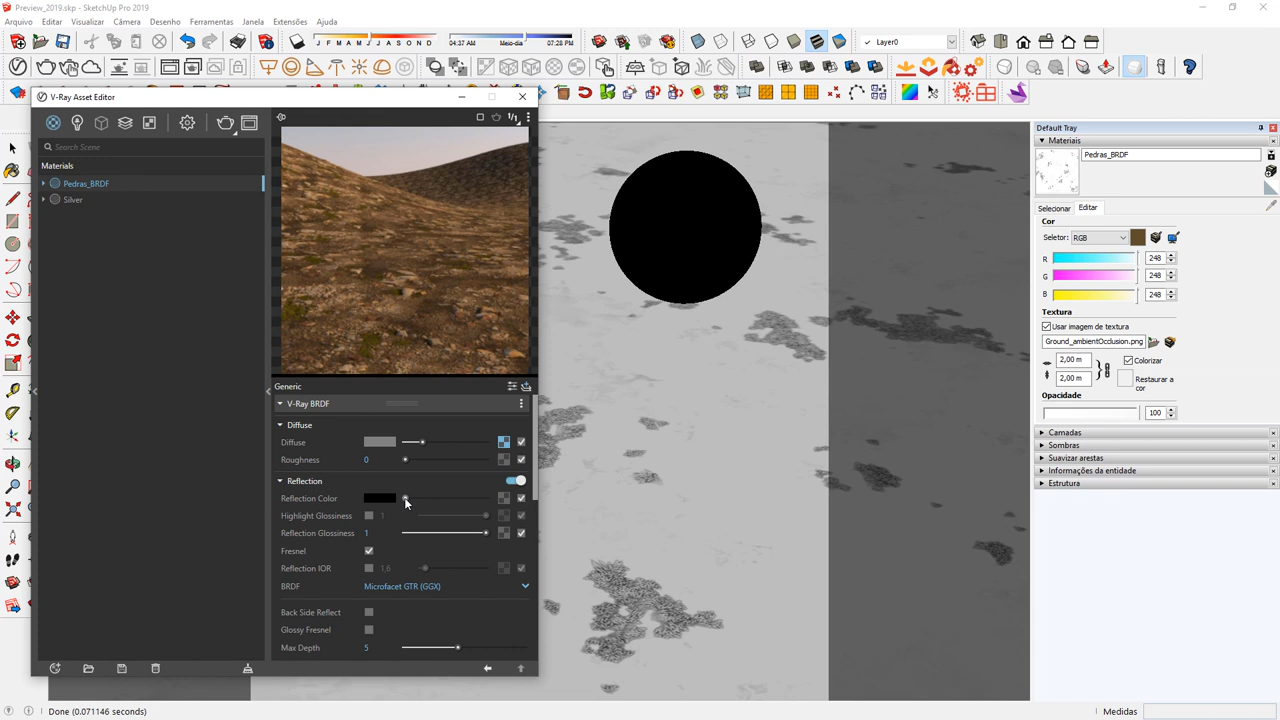 Preview_2019.skp - SketchUp Pro 2019
Arquivo Editar Visualizar Câmera Desenho Ferramentas Janela Extensões Ajuda
J F M A M J J A S O N D
04:37 AM Meio-dia 07:28 PM
Layer0
V-Ray Asset Editor
1/1
Search Scene
Materials
Pedras_BRDF
Silver
Generic
V-Ray BRDF
Diffuse
Diffuse
Roughness 0
Reflection
Reflection Color
Highlight Glossiness 1
Reflection Glossiness 1
Fresnel
Reflection IOR 1,6
BRDF Microfacet GTR (GGX)
Back Side Reflect
Glossy Fresnel
Max Depth 5
Default Tray
Materiais
Pedras_BRDF
Selecionar Editar
Cor
Seletor: RGB
R 248
G 248
B 248
Textura
Usar imagem de textura
Ground_ambientOcclusion.png
2,00 m Colorizar
2,00 m Restaurar a
cor
Opacidade
100
Camadas
Sombras
Suavizar arestas
Informações da entidade
Estrutura
Done (0.071146 seconds)
Medidas